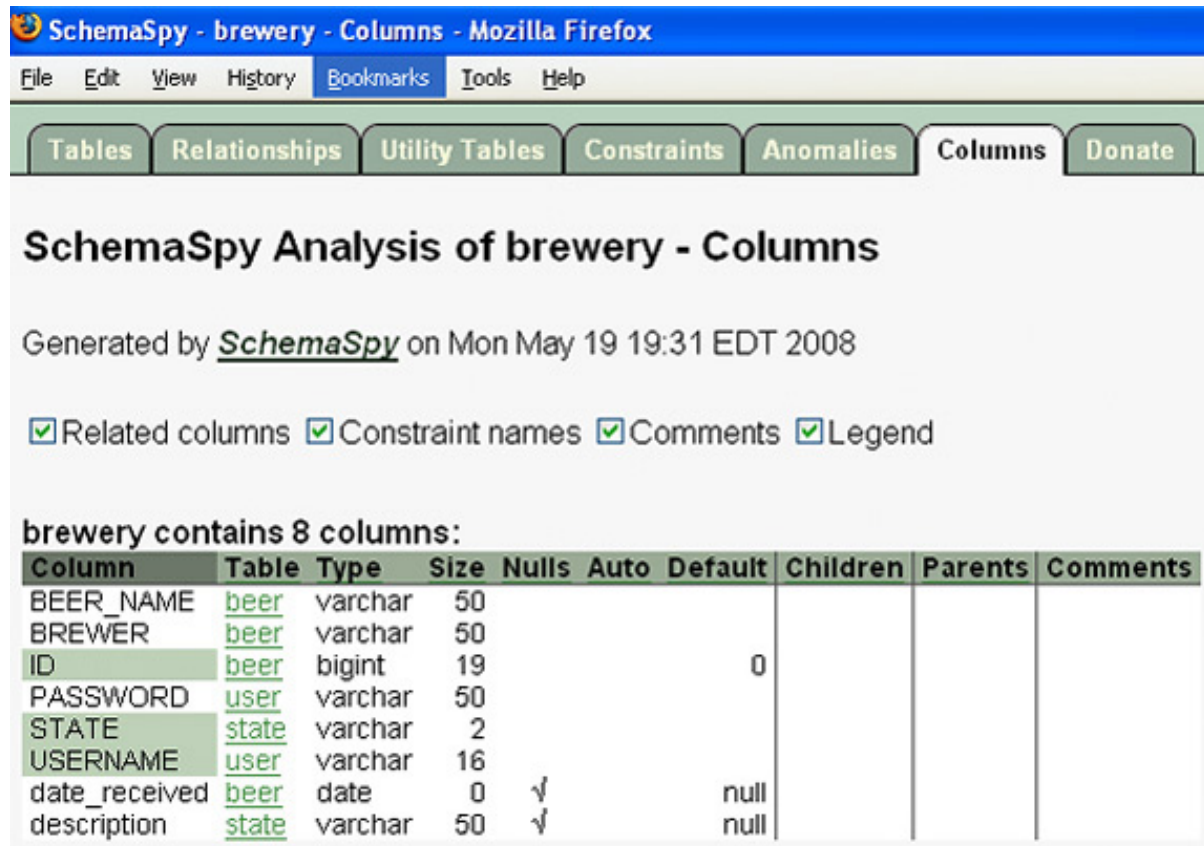 SchemaSpy - brewery - Columns - Mozilla Firefox
File Edit View History Bookmarks Tools Help
Tables Relationships Utility Tables Constraints Anomalies Columns Donate
SchemaSpy Analysis of brewery - Columns
Generated by SchemaSpy on Mon May 19 19:31 EDT 2008
Related columns Constraint names Comments Legend
brewery contains 8 columns:
Column Table Type Size Nulls Auto Default Children Parents Comments
BEER_NAME beer varchar 50
BREWER beer varchar 50
ID beer bigint 19 0
PASSWORD user varchar 50
STATE state varchar 2
USERNAME user varchar 16
date_received beer date 0 √ null
description state varchar 50 √ null